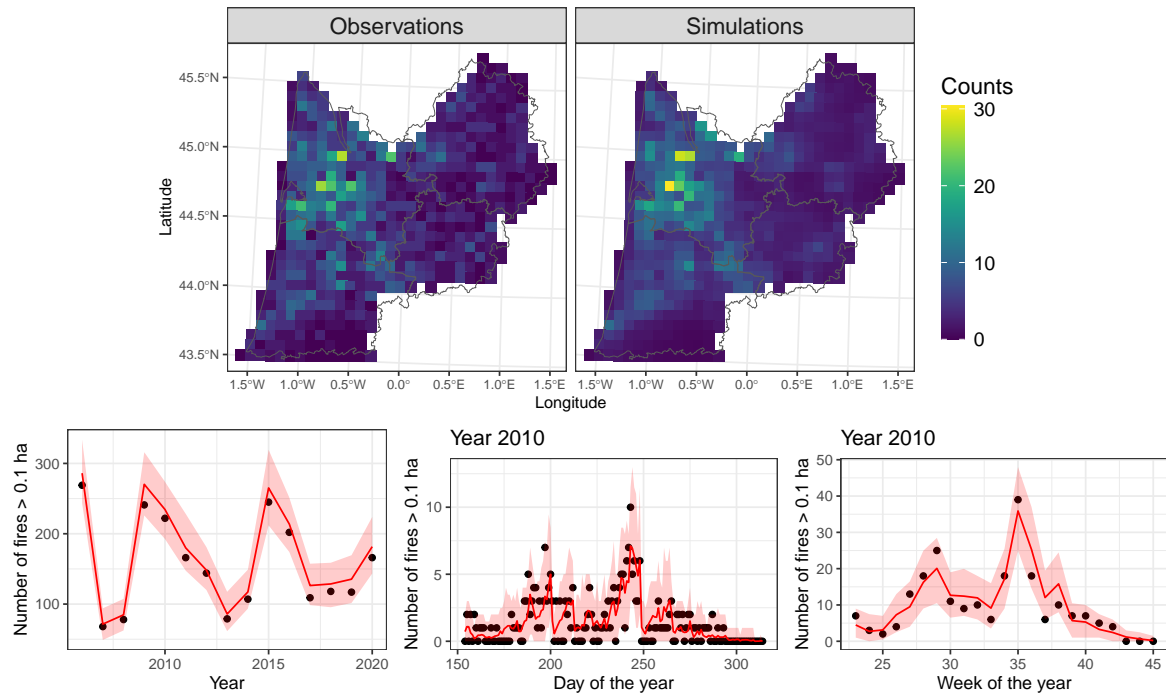 Observations
Simulations
45.5°N
45.0°N
44.5°N
44.0°N
43.5°N
Latitude
1.5°W 1.0°W 0.5°W 0.0° 0.5°E 1.0°E 1.5°E
1.5°W 1.0°W 0.5°W 0.0° 0.5°E 1.0°E 1.5°E
Longitude
Counts
30
20
10
0
Number of fires > 0.1 ha
300
200
100
2010 2015 2020
Year
Year 2010
Number of fires > 0.1 ha
10
5
0
150 200 250 300
Day of the year
Year 2010
Number of fires > 0.1 ha
50
40
30
20
10
0
25 30 35 40 45
Week of the year